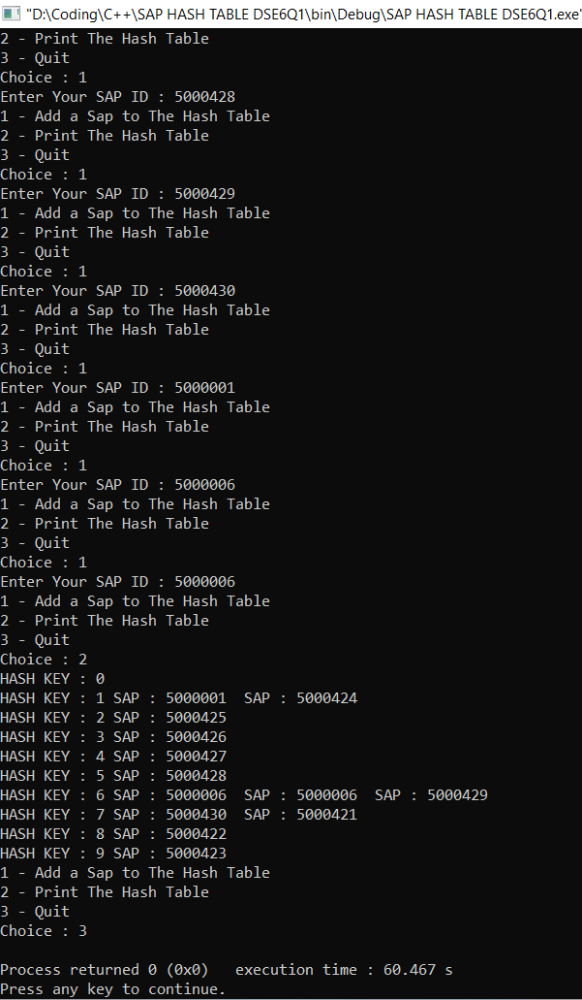 "D:\Coding\C++\SAP HASH TABLE DSE6Q1\bin\Debug\SAP HASH TABLE DSE6Q1.exe"
2 - Print The Hash Table
3 - Quit
Choice : 1
Enter Your SAP ID : 5000428
1 - Add a Sap to The Hash Table
2 - Print The Hash Table
3 - Quit
Choice : 1
Enter Your SAP ID : 5000429
1 - Add a Sap to The Hash Table
2 - Print The Hash Table
3 - Quit
Choice : 1
Enter Your SAP ID : 5000430
1 - Add a Sap to The Hash Table
2 - Print The Hash Table
3 - Quit
Choice : 1
Enter Your SAP ID : 5000001
1 - Add a Sap to The Hash Table
2 - Print The Hash Table
3 - Quit
Choice : 1
Enter Your SAP ID : 5000006
1 - Add a Sap to The Hash Table
2 - Print The Hash Table
3 - Quit
Choice : 1
Enter Your SAP ID : 5000006
1 - Add a Sap to The Hash Table
2 - Print The Hash Table
3 - Quit
Choice : 2
HASH KEY : 0
HASH KEY : 1 SAP : 5000001  SAP : 5000424
HASH KEY : 2 SAP : 5000425
HASH KEY : 3 SAP : 5000426
HASH KEY : 4 SAP : 5000427
HASH KEY : 5 SAP : 5000428
HASH KEY : 6 SAP : 5000006  SAP : 5000006  SAP : 5000429
HASH KEY : 7 SAP : 5000430  SAP : 5000421
HASH KEY : 8 SAP : 5000422
HASH KEY : 9 SAP : 5000423
1 - Add a Sap to The Hash Table
2 - Print The Hash Table
3 - Quit
Choice : 3
Process returned 0 (0x0)   execution time : 60.467 s
Press any key to continue.